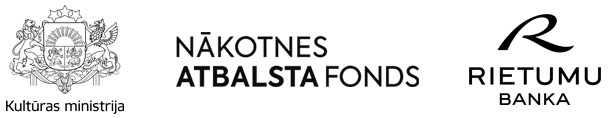 Kultūras ministrija
NĀKOTNES
ATBALSTA FONDS
RIETUMU
BANKA